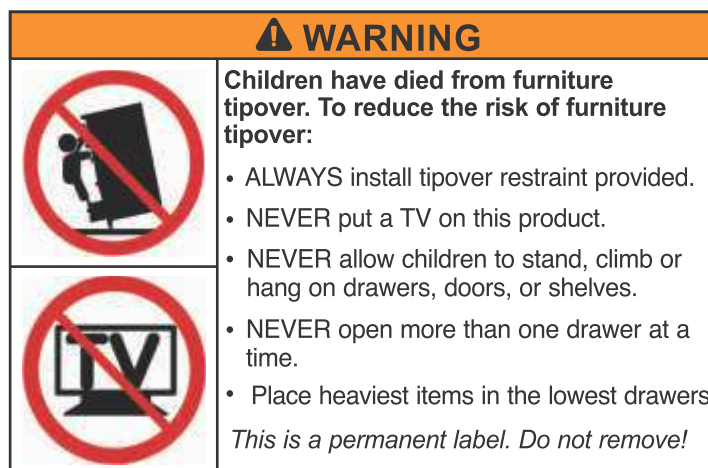 WARNING
Children have died from furniture
tipover. To reduce the risk of furniture
tipover:
• ALWAYS install tipover restraint provided.
• NEVER put a TV on this product.
• NEVER allow children to stand, climb or
hang on drawers, doors, or shelves.
• NEVER open more than one drawer at a
time.
• Place heaviest items in the lowest drawers
This is a permanent label. Do not remove!
TV